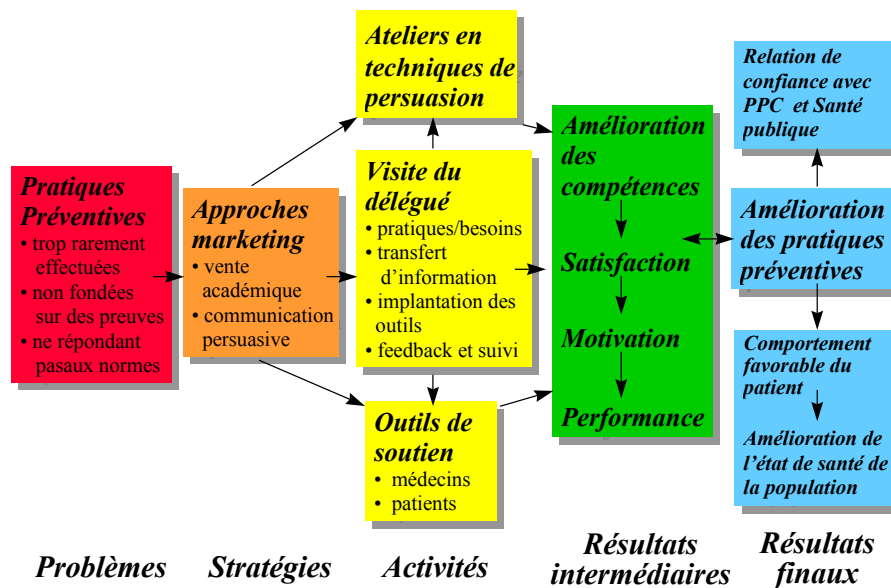 Pratiques
Préventives
• trop rarement
effectuées
• non fondées
sur des preuves
• ne répondant
pasaux normes
Approches
marketing
• vente
académique
• communication
persuasive
Ateliers en
techniques de
persuasion
Visite du
délégué
• pratiques/besoins
• transfert
d'information
• implantation des
outils
• feedback et suivi
Outils de
soutien
• médecins
• patients
Amélioration
des
compétences
Satisfaction
Motivation
Performance
Relation de
confiance avec
PPC et Santé
publique
Amélioration
des pratiques
préventives
Comportement
favorable du
patient
Amélioration de
l'état de santé de
la population
Problèmes
Stratégies
Activités
Résultats
intermédiaires
Résultats
finaux